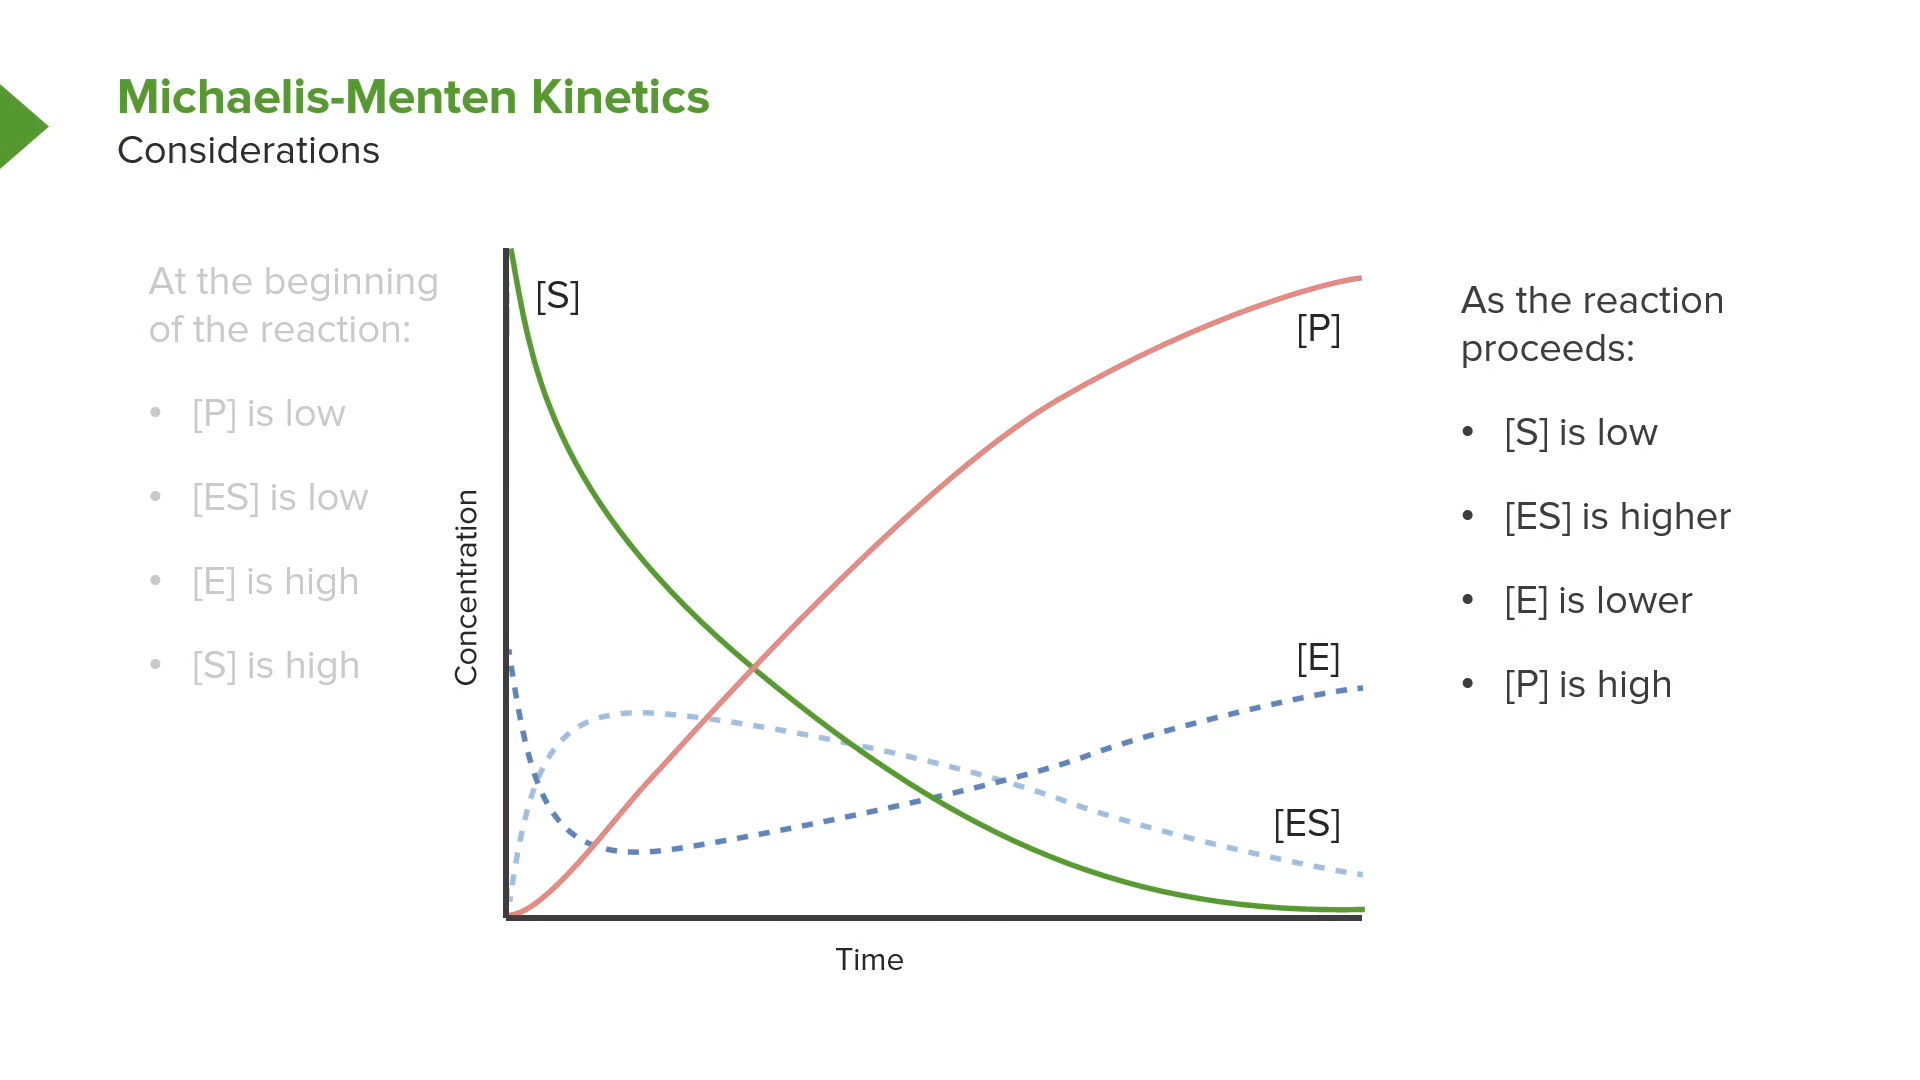 Michaelis-Menten Kinetics
Considerations
At the beginning
of the reaction:
• [P] is low
• [ES] is low
• [E] is high
• [S] is high
Concentration
[S]
[P]
[E]
[ES]
Time
As the reaction
proceeds:
• [S] is low
• [ES] is higher
• [E] is lower
• [P] is high